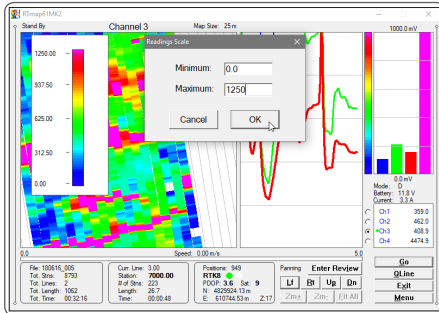 RTmap61MK2
Stand By
Channel 3
Map Size: 25 m
1000.0 mV
Readings Scale
Minimum: 0.0
Maximum: 1250
Cancel
OK
1250.00
937.50
625.00
312.50
0.00
0.0 mV
Mode: D
Battery: 11.8 V
Current: 3.3 A
Ch1 359.0
Ch2 462.0
Ch3 408.9
Ch4 4474.9
0.0
Speed: 0.00 m/s
5.0
File: 180616_005
Tot. Stns: 8793
Tot. Lines: 2
Tot. Length: 1062
Tot. Time: 00:32:16
Curr. Line: 3.00
Station: 7000.00
# of Stns: 223
Length: 26.7
Time: 00:00:48
Positions: 949
RTK8
PDOP: 3.6 Sat: 9
N: 4829924.13m
E: 610744.53m Z:17
Panning Enter Review
Lf Rt Up Dn
Zm+ Zm- Fit All
Go
QLine
Exit
Menu